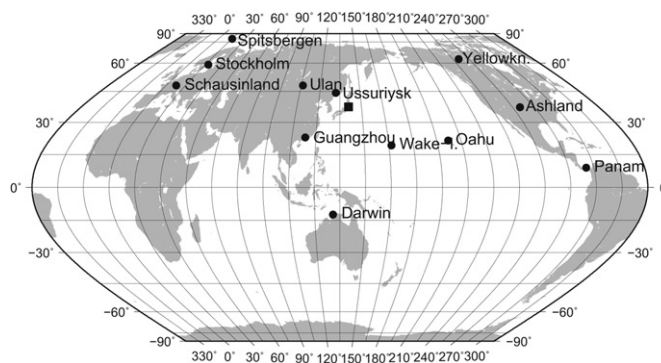 330˚ 0˚ 30˚ 60˚ 90˚ 120˚ 150˚ 180˚ 210˚ 240˚ 270˚ 300˚
90˚ 90˚
Spitsbergen
60˚ Stockholm Yellowkn. 60˚
Schausinland Ulan Ussuriysk
Ashland
30˚ Guangzhou Wake-I. Oahu 30˚
Panam
0˚
Darwin
−30˚ −30˚
−60˚ −60˚
−90˚ −90˚
330˚ 0˚ 30˚ 60˚ 90˚ 120˚ 150˚ 180˚ 210˚ 240˚ 270˚ 300˚